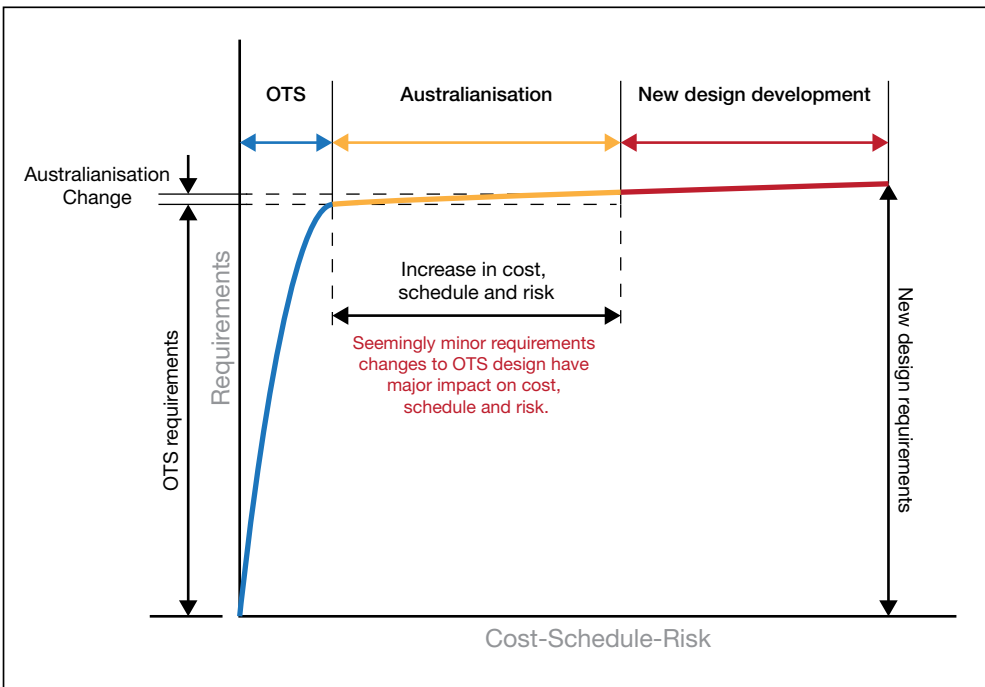 OTS
Australianisation
New design development
Australianisation
Change
Increase in cost,
schedule and risk
Seemingly minor requirements
changes to OTS design have
major impact on cost,
schedule and risk.
OTS requirements
Requirements
New design requirements
Cost-Schedule-Risk